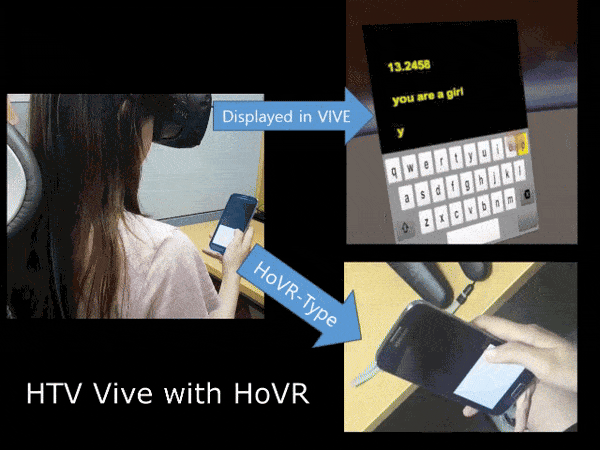 Displayed in VIVE
13.2458
you are a girl
y
q w e r t y u i
a s d f g h j k l
z x c v b n m
HoVR-Type
HTV Vive with HoVR